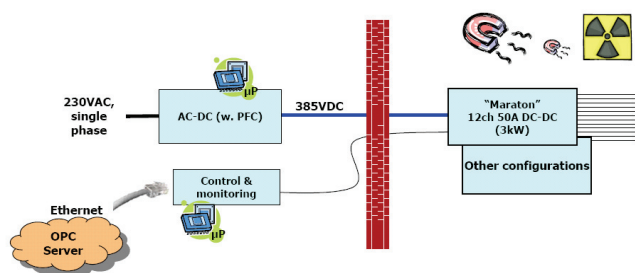 230VAC,
single
phase
μP
AC-DC (w. PFC)
385VDC
"Maraton"
12ch 50A DC-DC
(3kW)
Other configurations
Control &
monitoring
μP
Ethernet
OPC
Server